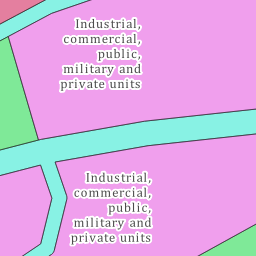 Industrial,
commercial,
public,
military and
private units
Industrial,
commercial,
public,
military and
private units